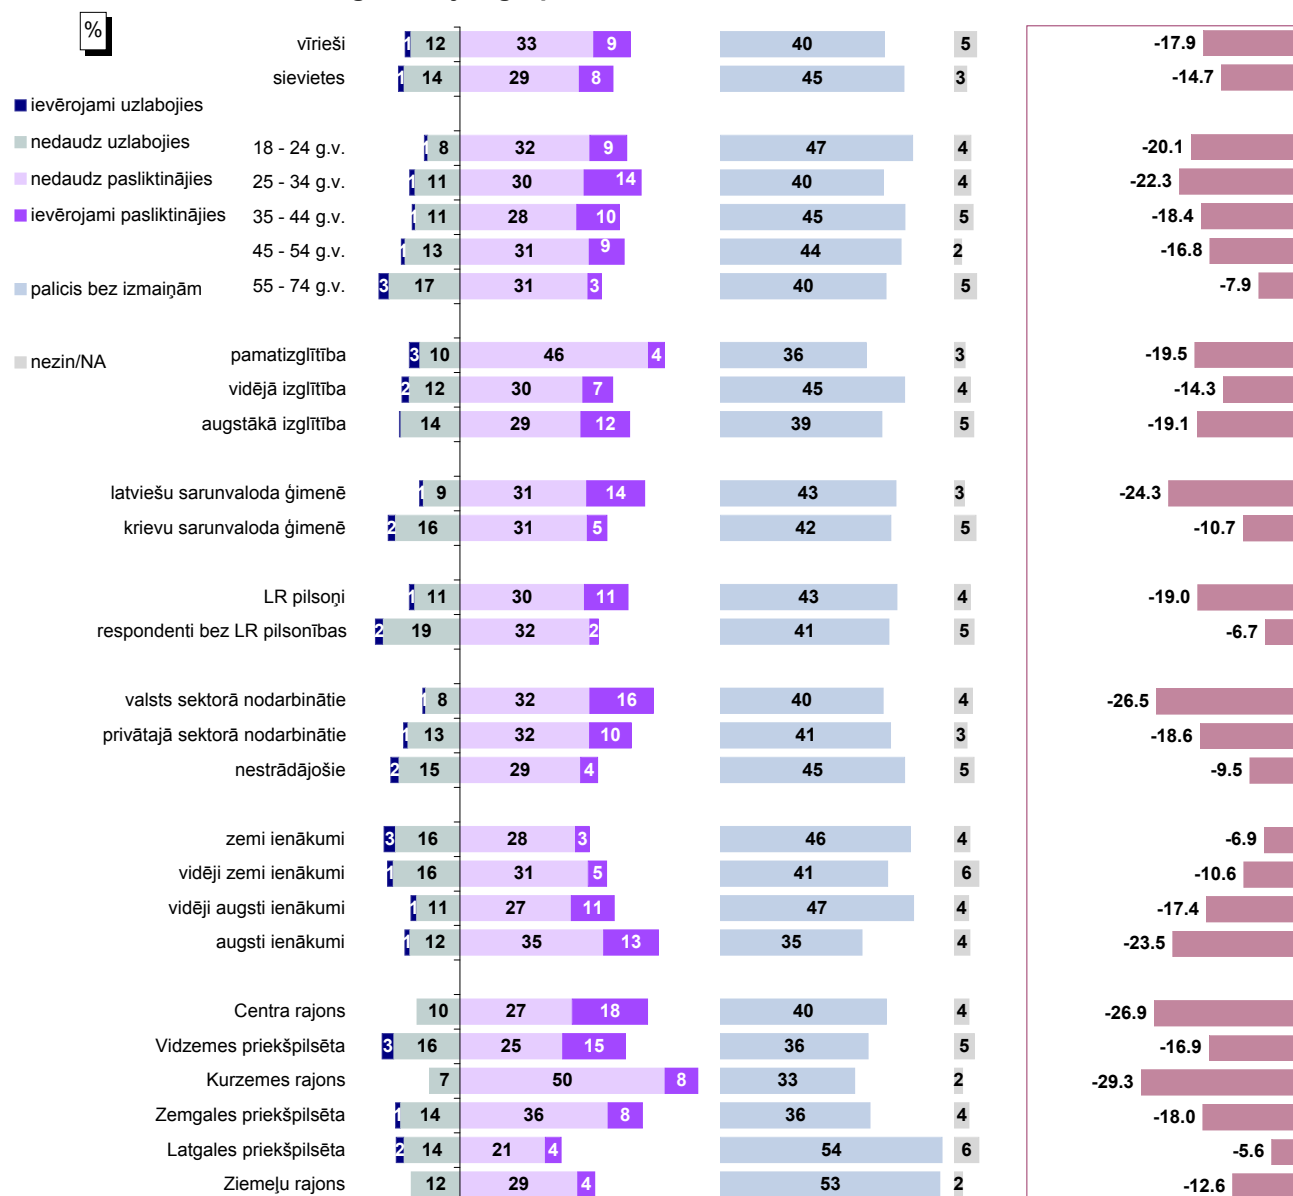 %
vīrieši 1 12 33 9 40 5 -17.9
sievietes 1 14 29 8 45 3 -14.7
ievērojami uzlabojies
nedaudz uzlabojies
nedaudz pasliktinājies
ievērojami pasliktinājies
palicis bez izmaiņām
nezin/NA
18 - 24 g.v. 1 8 32 9 47 4 -20.1
25 - 34 g.v. 1 11 30 14 40 4 -22.3
35 - 44 g.v. 1 11 28 10 45 5 -18.4
45 - 54 g.v. 1 13 31 9 44 2 -16.8
55 - 74 g.v. 3 17 31 3 40 5 -7.9
pamatizglītība 3 10 46 4 36 3 -19.5
vidējā izglītība 2 12 30 7 45 4 -14.3
augstākā izglītība 14 29 12 39 5 -19.1
latviešu sarunvaloda ģimenē 1 9 31 14 43 3 -24.3
krievu sarunvaloda ģimenē 2 16 31 5 42 5 -10.7
LR pilsoņi 1 11 30 11 43 4 -19.0
respondenti bez LR pilsonības 2 19 32 2 41 5 -6.7
valsts sektorā nodarbinātie 1 8 32 16 40 4 -26.5
privātajā sektorā nodarbinātie 1 13 32 10 41 3 -18.6
nestrādājošie 2 15 29 4 45 5 -9.5
zemi ienākumi 3 16 28 3 46 4 -6.9
vidēji zemi ienākumi 1 16 31 5 41 6 -10.6
vidēji augsti ienākumi 1 11 27 11 47 4 -17.4
augsti ienākumi 1 12 35 13 35 4 -23.5
Centra rajons 10 27 18 40 4 -26.9
Vidzemes priekšpilsēta 3 16 25 15 36 5 -16.9
Kurzemes rajons 7 50 8 33 2 -29.3
Zemgales priekšpilsēta 1 14 36 8 36 4 -18.0
Latgales priekšpilsēta 2 14 21 4 54 6 -5.6
Ziemeļu rajons 12 29 4 53 2 -12.6